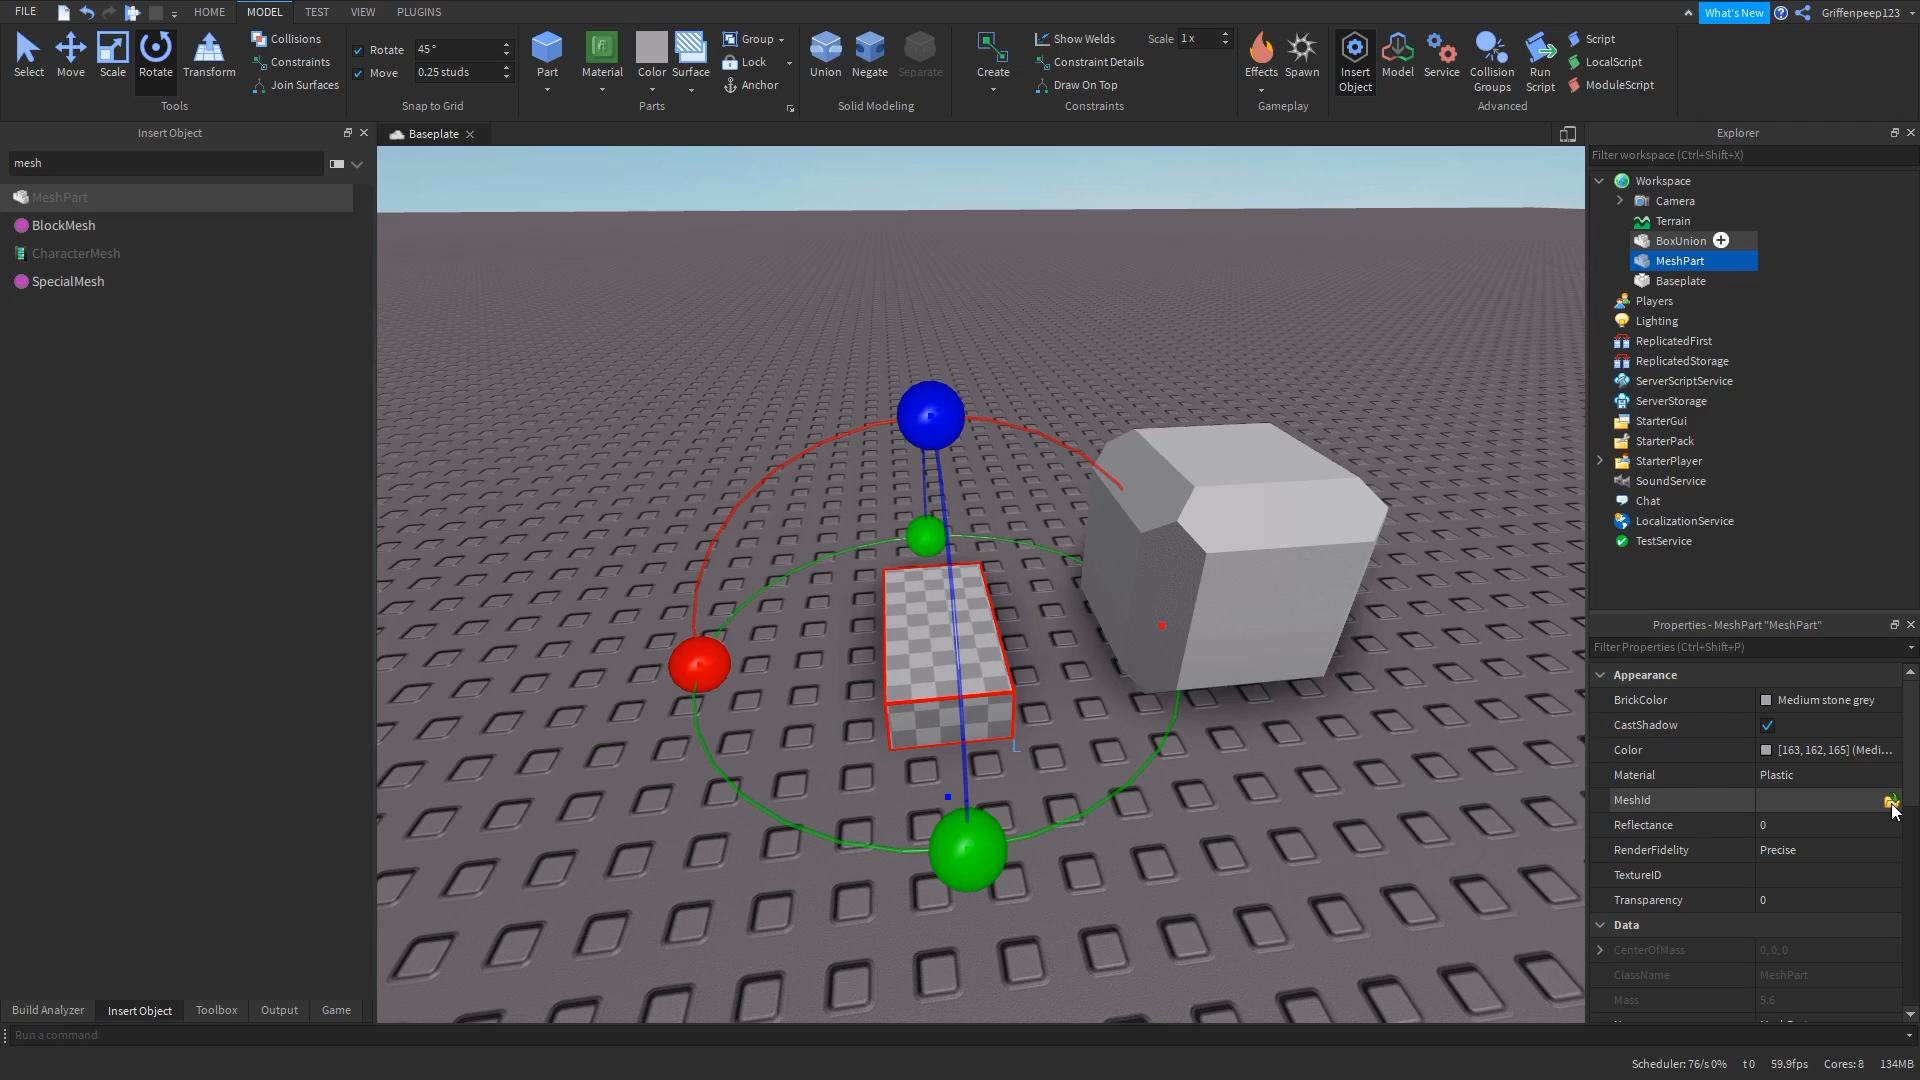 FILE
HOME
MODEL
TEST
VIEW
PLUGINS
What's New
Griffenpeep123
Select
Move
Scale
Rotate
Transform
Collisions
Constraints
Join Surfaces
Tools
Rotate
45 °
Move
0.25 studs
Snap to Grid
Part
Material
Color
Surface
Group
Lock
Anchor
Parts
Union
Negate
Separate
Solid Modeling
Create
Show Welds
Scale
1 x
Constraint Details
Draw On Top
Constraints
Effects
Spawn
Gameplay
Insert
Object
Model
Service
Collision
Groups
Run
Script
Script
LocalScript
ModuleScript
Advanced
Insert Object
mesh
MeshPart
BlockMesh
CharacterMesh
SpecialMesh
Baseplate
L
Explorer
Filter workspace (Ctrl+Shift+X)
Workspace
Camera
Terrain
BoxUnion
MeshPart
Baseplate
Players
Lighting
ReplicatedFirst
ReplicatedStorage
ServerScriptService
ServerStorage
StarterGui
StarterPack
StarterPlayer
SoundService
Chat
LocalizationService
TestService
Properties - MeshPart "MeshPart"
Filter Properties (Ctrl+Shift+P)
Appearance
BrickColor
Medium stone grey
CastShadow
Color
[163, 162, 165] (Medi...
Material
Plastic
MeshId
Reflectance
0
RenderFidelity
Precise
TextureID
Transparency
0
Data
CenterOfMass
0, 0, 0
ClassName
MeshPart
Mass
5.6
Build Analyzer
Insert Object
Toolbox
Output
Game
Run a command
Scheduler: 76/s 0%
t 0
59.9fps
Cores: 8
134MB